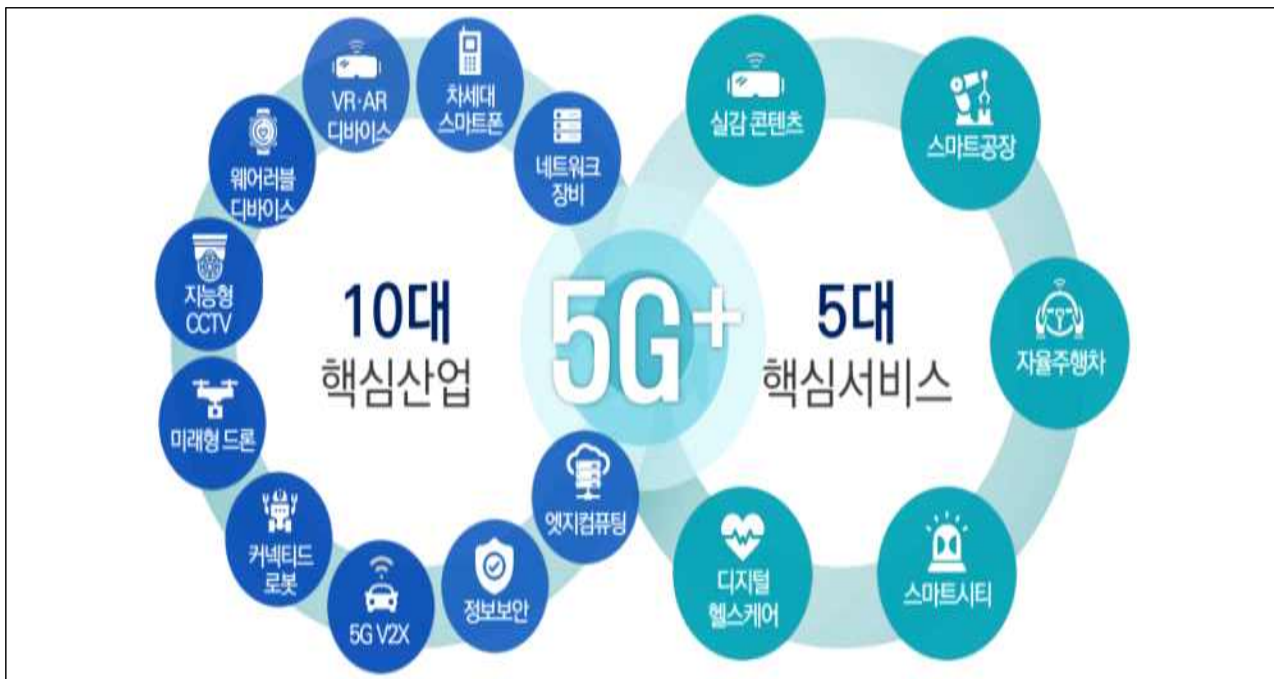 VR·AR
디바이스
차세대
스마트폰
네트워크
장비
웨어러블
디바이스
지능형
CCTV
미래형 드론
커넥티드
로봇
5G V2X
정보보안
엣지컴퓨팅
10대
핵심산업
5G+
5대
핵심서비스
실감 콘텐츠
스마트공장
자율주행차
스마트시티
디지털
헬스케어